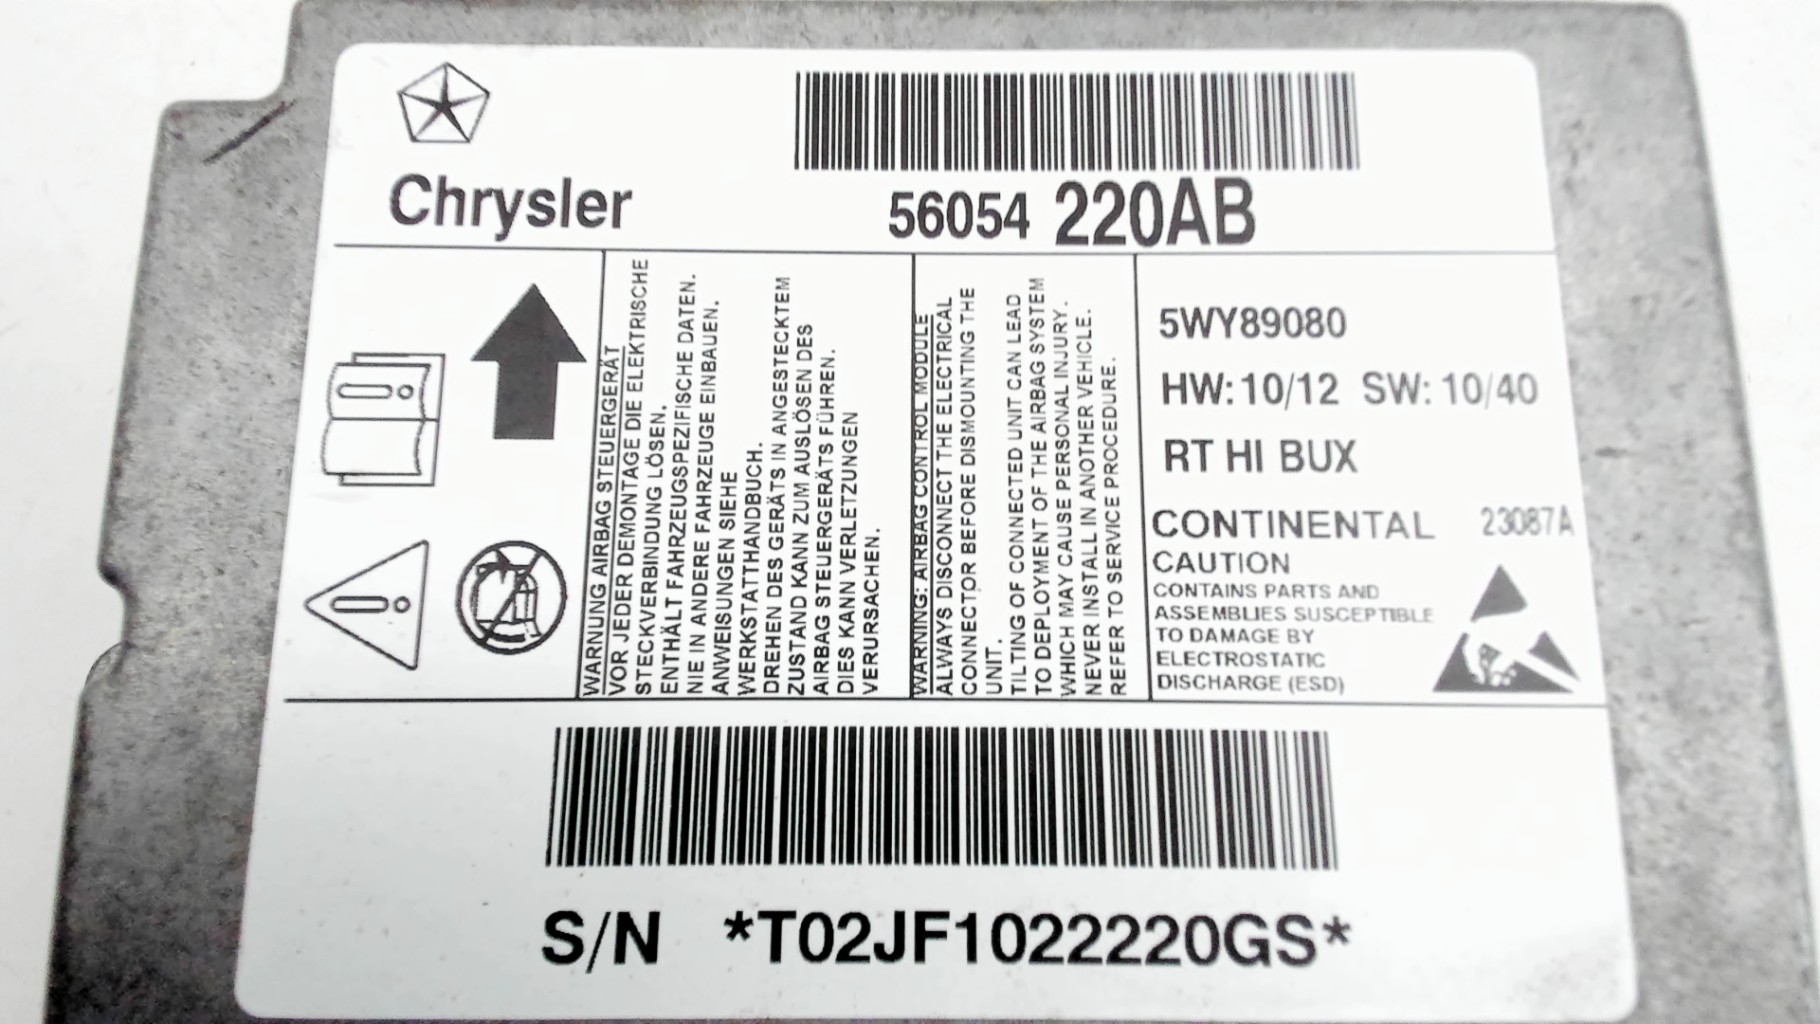 Chrysler
56054 220AB
WARNUNG AIRBAG STEUERGERÄT
VOR JEDER DEMONTAGE DIE ELEKTRISCHE
STECKVERBINDUNG LÖSEN.
ENTHÄLT FAHRZEUGSPEZIFISCHE DATEN.
NIE IN ANDERE FAHRZEUGE EINBAUEN.
ANWEISUNGEN SIEHE
WERKSTATTHANDBUCH.
DREHEN DES GERÄTS IN ANGESTECKTEM
ZUSTAND KANN ZUM AUSLÖSEN DES
AIRBAG STEUERGERÄTS FÜHREN.
DIES KANN VERLETZUNGEN
VERURSACHEN.
WARNING: AIRBAG CONTROL MODULE
ALWAYS DISCONNECT THE ELECTRICAL
CONNECTOR BEFORE DISMOUNTING THE
UNIT.
TILTING OF CONNECTED UNIT CAN LEAD
TO DEPLOYMENT OF THE AIRBAG SYSTEM
WHICH MAY CAUSE PERSONAL INJURY.
NEVER INSTALL IN ANOTHER VEHICLE.
REFER TO SERVICE PROCEDURE.
5WY89080
HW: 10/12 SW: 10/40
RT HI BUX
CONTINENTAL 23087A
CAUTION
CONTAINS PARTS AND
ASSEMBLIES SUSCEPTIBLE
TO DAMAGE BY
ELECTROSTATIC
DISCHARGE (ESD)
S/N *T02JF1022220GS*